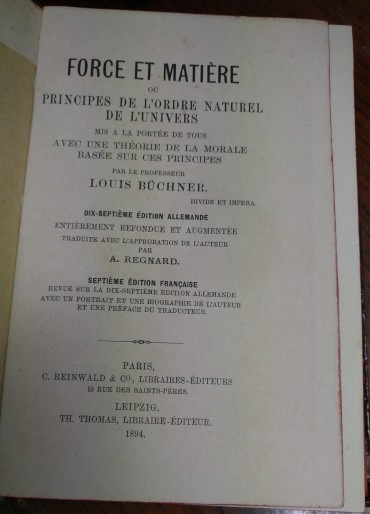 FORCE ET MATIÈRE
OU
PRINCIPES DE L'ORDRE NATUREL
DE L'UNIVERS
MIS A LA PORTÉE DE TOUS
AVEC UNE THÉORIE DE LA MORALE
BASÉE SUR CES PRINCIPES
PAR LE PROFESSEUR
LOUIS BÜCHNER.
DIVIDE ET IMPERA.
DIX-SEPTIÈME ÉDITION ALLEMANDE
ENTIÈREMENT REFONDUE ET AUGMENTÉE
TRADUITE AVEC L'APPROBATION DE L'AUTEUR
PAR
A. REGNARD.
SEPTIÈME ÉDITION FRANÇAISE
REVUE SUR LA DIX-SEPTIÈME ÉDITION ALLEMANDE
AVEC UN PORTRAIT ET UNE BIOGRAPHIE DE L'AUTEUR
ET UNE PRÉFACE DU TRADUCTEUR.
PARIS,
C. REINWALD & CO, LIBRAIRES-ÉDITEURS
15 RUE DES SAINTS-PÈRES.
LEIPZIG,
TH. THOMAS, LIBRAIRE-ÉDITEUR.
1894.